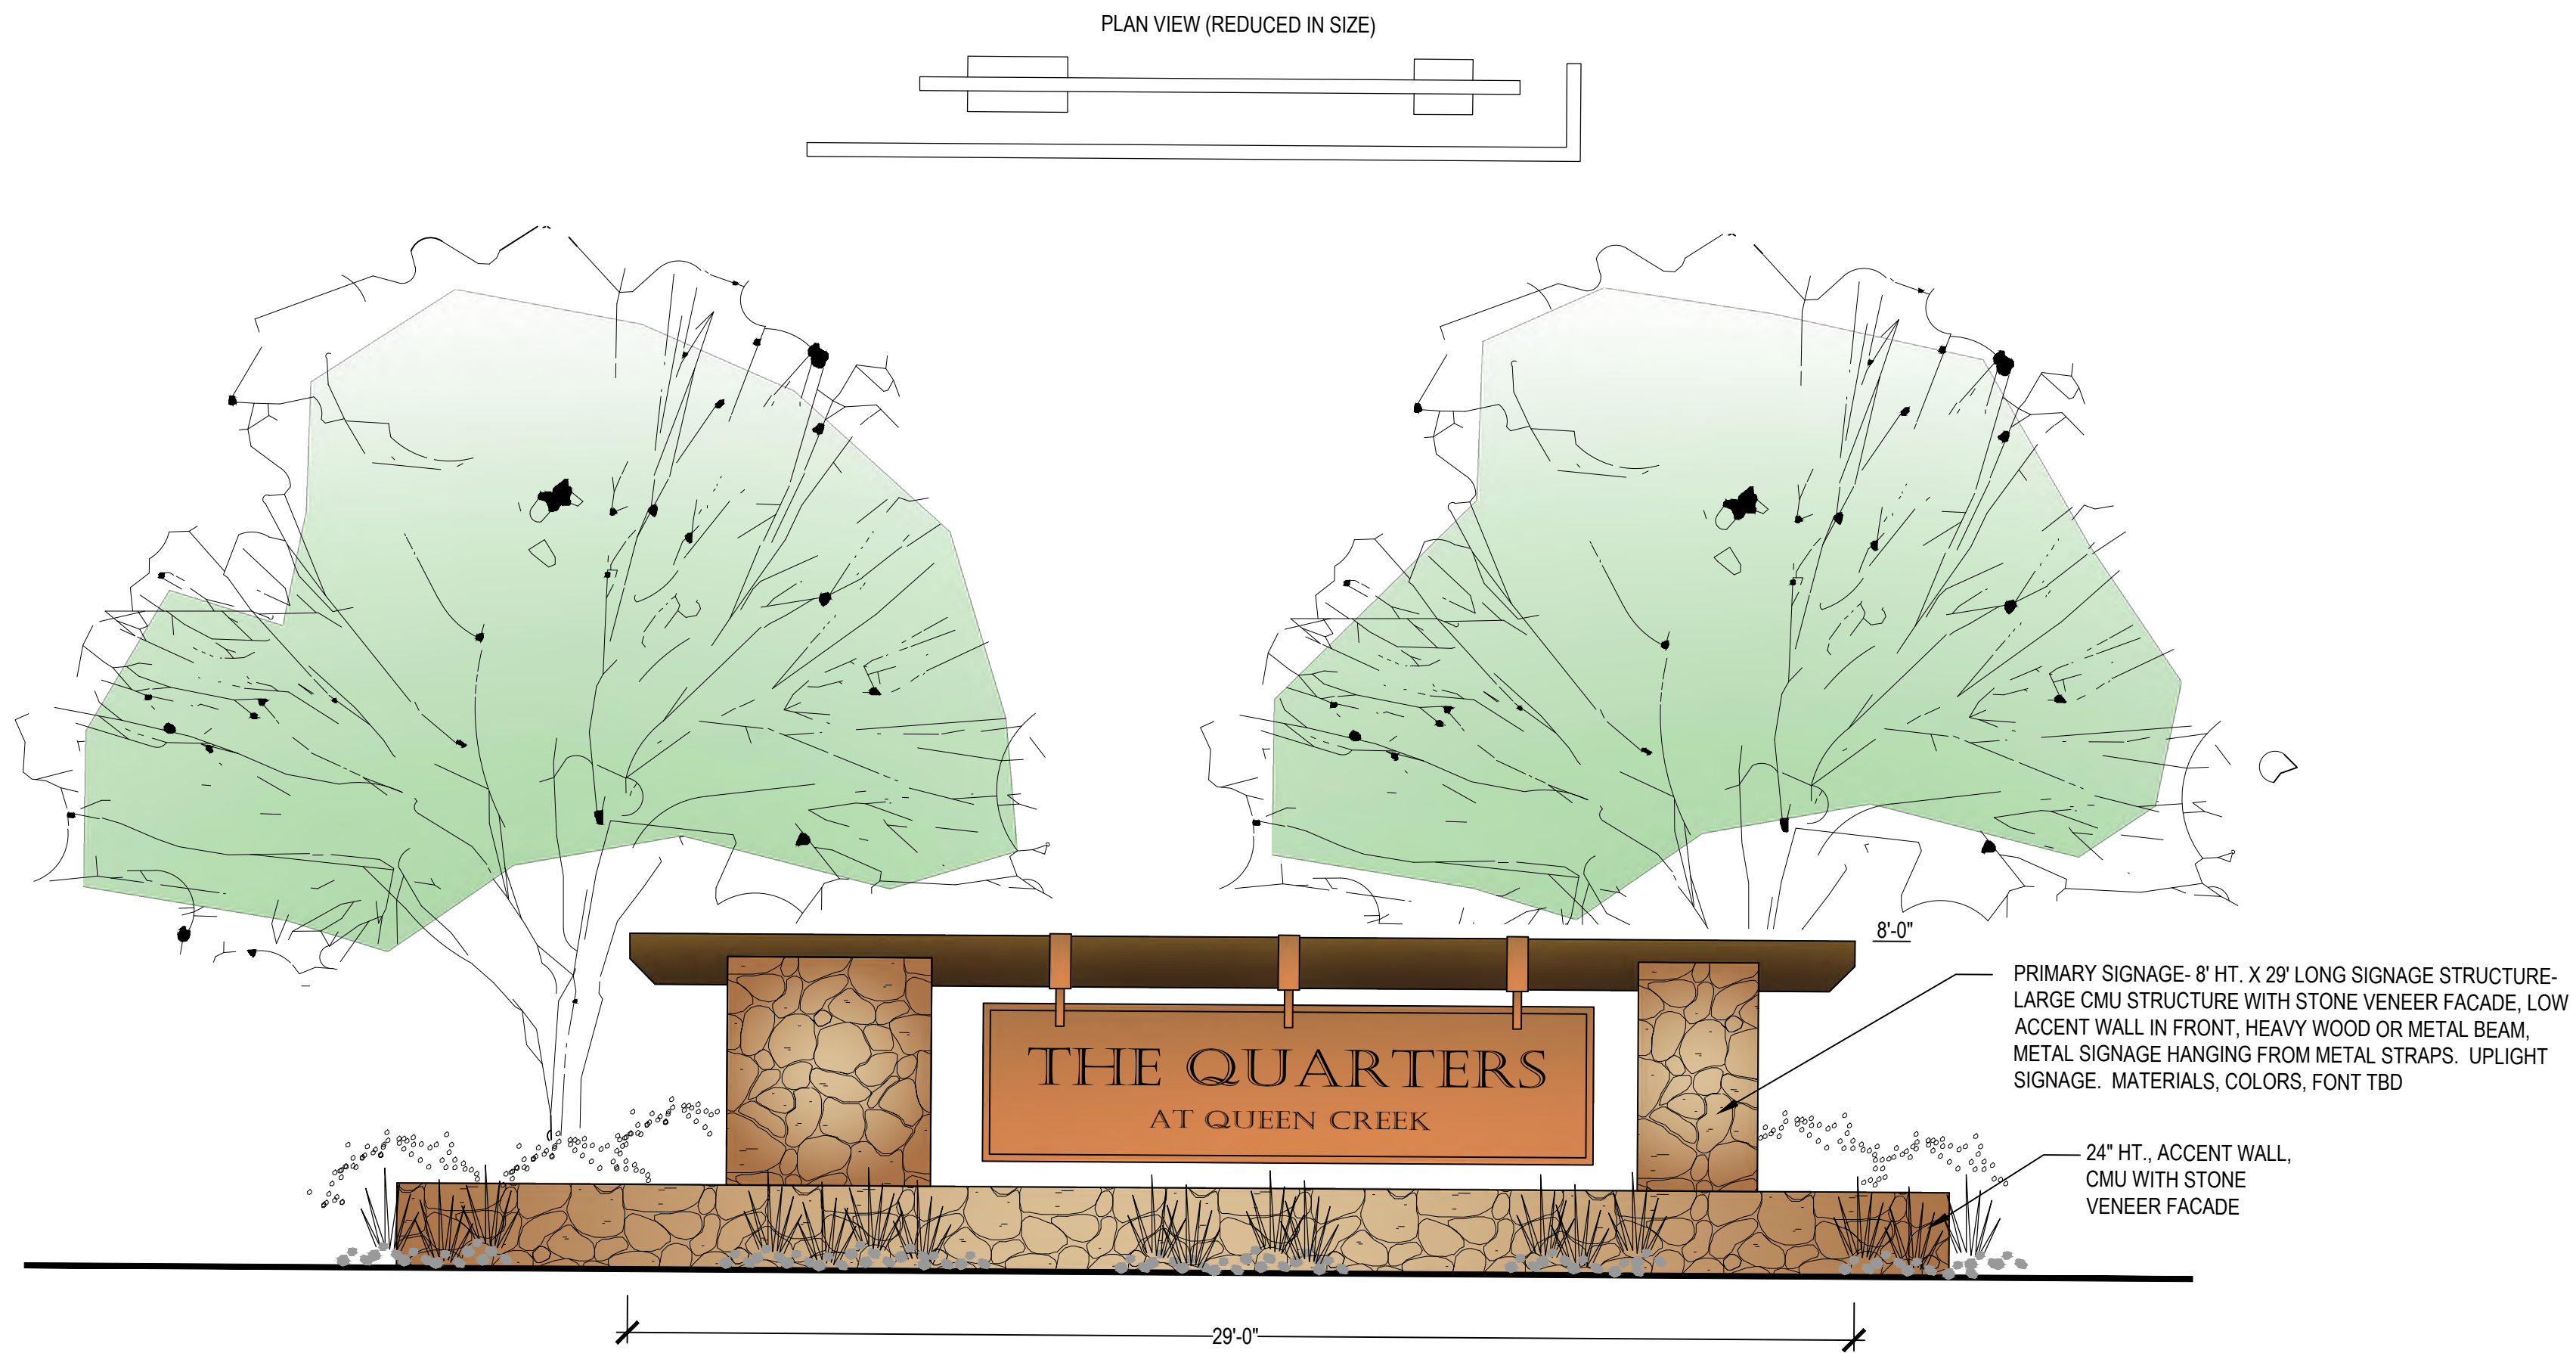 PLAN VIEW (REDUCED IN SIZE)
8'-0"
PRIMARY SIGNAGE- 8' HT. X 29' LONG SIGNAGE STRUCTURE-
LARGE CMU STRUCTURE WITH STONE VENEER FACADE, LOW
ACCENT WALL IN FRONT, HEAVY WOOD OR METAL BEAM,
METAL SIGNAGE HANGING FROM METAL STRAPS. UPLIGHT
SIGNAGE. MATERIALS, COLORS, FONT TBD
THE QUARTERS
AT QUEEN CREEK
24" HT., ACCENT WALL,
CMU WITH STONE
VENEER FACADE
29'-0"